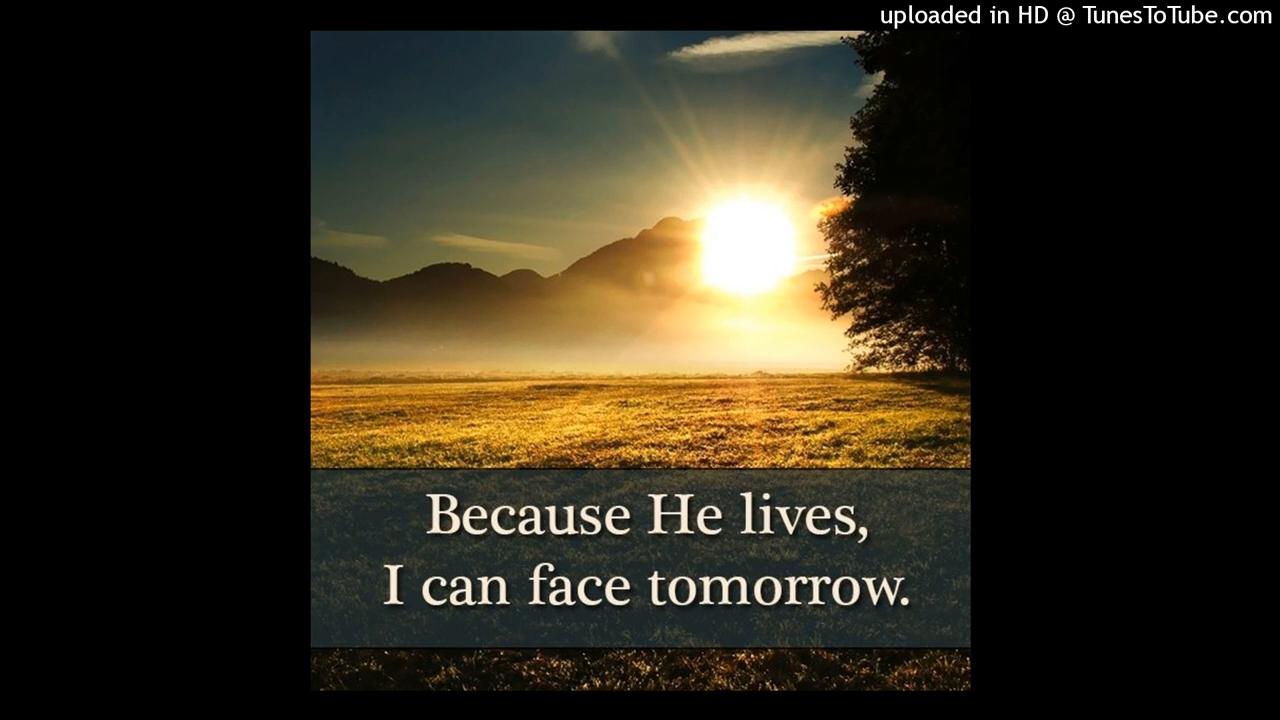 uploaded in HD @ TunesToTube.com
Because He lives,
I can face tomorrow.